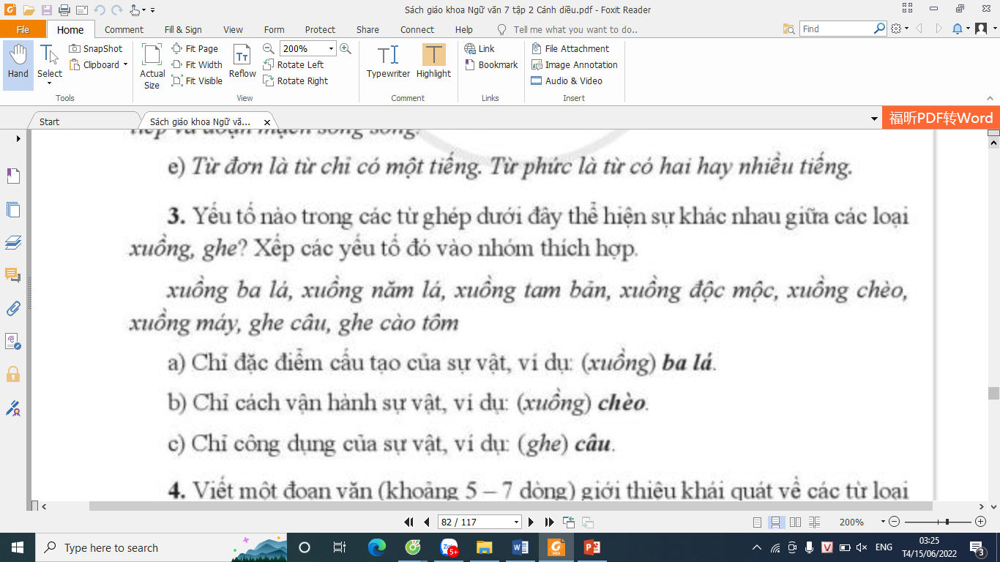 Sách giáo khoa Ngữ văn 7 tập 2 Cánh diều.pdf - Foxit Reader
File Home Comment Fill & Sign View Form Protect Share Connect Help Tell me what you want to do.. Find
Hand Select SnapShot Clipboard Actual Size Fit Page Fit Width Fit Visible Reflow 200% Rotate Left Rotate Right Typewriter Highlight Link Bookmark File Attachment Image Annotation Audio & Video
Tools View Comment Links Insert
Start Sách giáo khoa Ngữ vă... 福昕PDF转Word
tiếp và đoạn mạch song song.
e) Từ đơn là từ chỉ có một tiếng. Từ phức là từ có hai hay nhiều tiếng.
3. Yếu tố nào trong các từ ghép dưới đây thể hiện sự khác nhau giữa các loại
xuồng, ghe? Xếp các yếu tố đó vào nhóm thích hợp.
xuồng ba lá, xuồng năm lá, xuồng tam bản, xuồng độc mộc, xuồng chèo,
xuồng máy, ghe câu, ghe cào tôm
a) Chỉ đặc điểm cấu tạo của sự vật, ví dụ: (xuồng) ba lá.
b) Chỉ cách vận hành sự vật, ví dụ: (xuồng) chèo.
c) Chỉ công dụng của sự vật, ví dụ: (ghe) câu.
4. Viết một đoạn văn (khoảng 5 – 7 dòng) giới thiệu khái quát về các từ loại
82 / 117 200%
Type here to search Zalo 5+ W PDF P V ENG 03:25
T4/15/06/2022 3